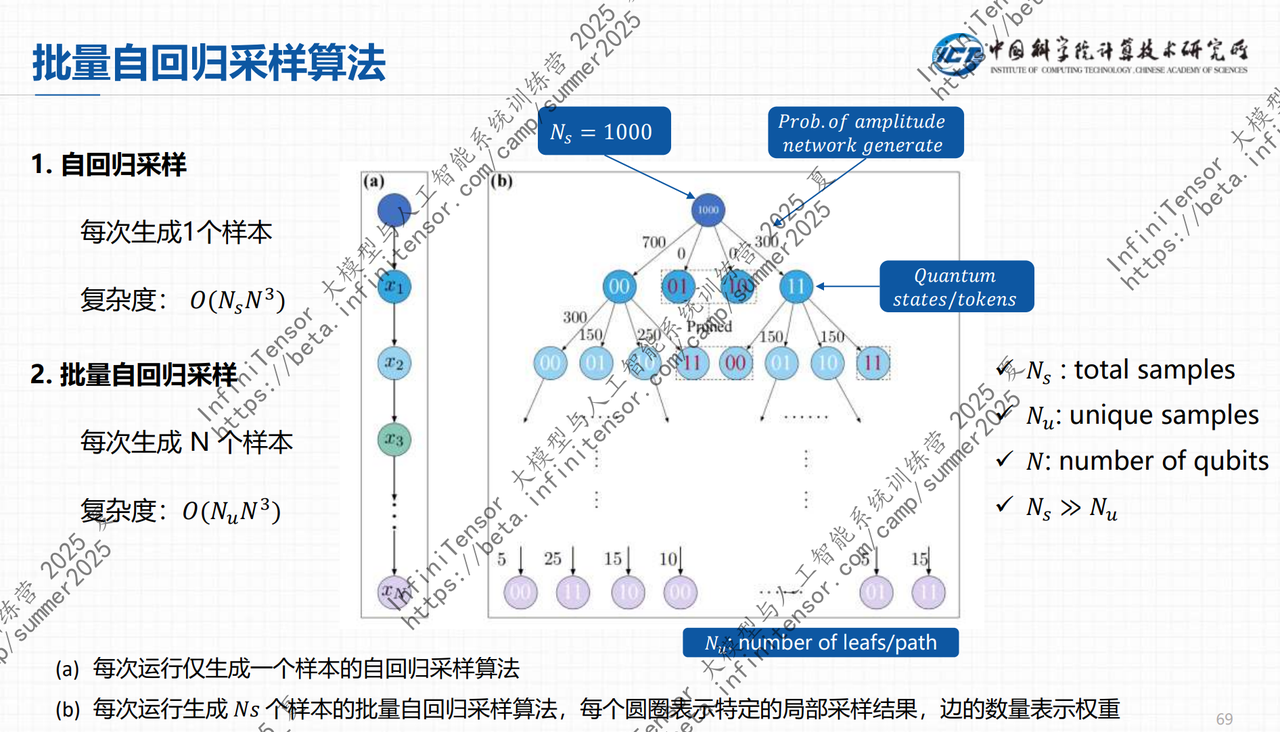 批量自回归采样算法
ICT 中国科学院计算技术研究所
INSTITUTE OF COMPUTING TECHNOLOGY, CHINESE ACADEMY OF SCIENCES
1. 自回归采样
每次生成1个样本
复杂度： O(N_sN^3)
2. 批量自回归采样
每次生成 N 个样本
复杂度：O(N_uN^3)
(a)
x_1
x_2
x_3
x_N
(b)
N_s = 1000
Prob. of amplitude
network generate
1000
700 0 0 300
00 01 10 11
Quantum
states/tokens
300 150 250 Pruned 150 150
00 01 10 11 00 01 10 11
...... ......
5 25 15 10 5 15
00 11 10 00 ...... 01 11
N_u: number of leafs/path
✓ N_s : total samples
✓ N_u: unique samples
✓ N: number of qubits
✓ N_s ≫ N_u
(a) 每次运行仅生成一个样本的自回归采样算法
(b) 每次运行生成 Ns 个样本的批量自回归采样算法，每个圆圈表示特定的局部采样结果，边的数量表示权重
69
InfiniTensor 大模型与人工智能系统训练营 2025 夏
https://beta.infinitensor.com/camp/summer2025